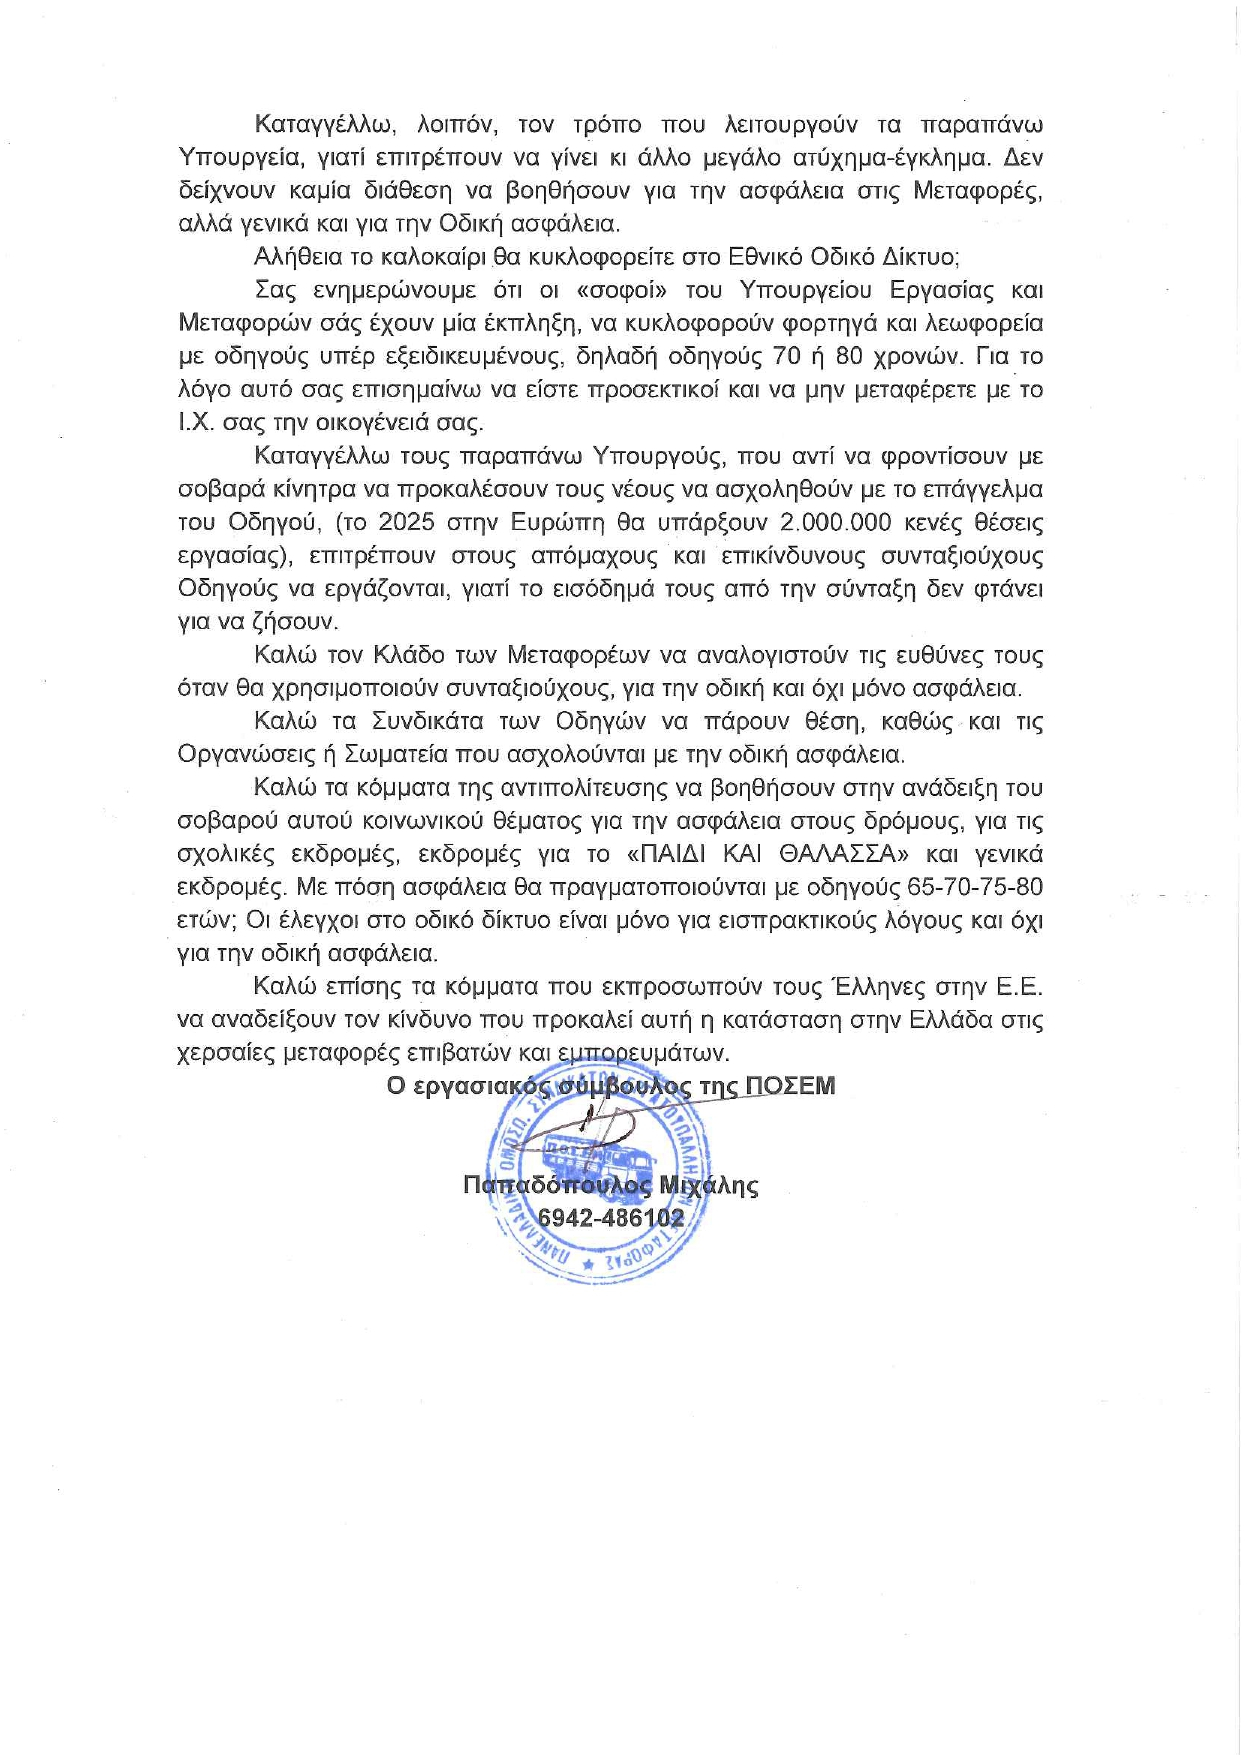 Καταγγέλλω, λοιπόν, τον τρόπο που λειτουργούν τα παραπάνω
Υπουργεία, γιατί επιτρέπουν να γίνει κι άλλο μεγάλο ατύχημα-έγκλημα. Δεν
δείχνουν καμία διάθεση να βοηθήσουν για την ασφάλεια στις Μεταφορές,
αλλά γενικά και για την Οδική ασφάλεια.
Αλήθεια το καλοκαίρι θα κυκλοφορείτε στο Εθνικό Οδικό Δίκτυο;
Σας ενημερώνουμε ότι οι «σοφοί» του Υπουργείου Εργασίας και
Μεταφορών σάς έχουν μία έκπληξη, να κυκλοφορούν φορτηγά και λεωφορεία
με οδηγούς υπέρ εξειδικευμένους, δηλαδή οδηγούς 70 ή 80 χρονών. Για το
λόγο αυτό σας επισημαίνω να είστε προσεκτικοί και να μην μεταφέρετε με το
Ι.Χ. σας την οικογένειά σας.
Καταγγέλλω τους παραπάνω Υπουργούς, που αντί να φροντίσουν με
σοβαρά κίνητρα να προκαλέσουν τους νέους να ασχοληθούν με το επάγγελμα
του Οδηγού, (το 2025 στην Ευρώπη θα υπάρξουν 2.000.000 κενές θέσεις
εργασίας), επιτρέπουν στους απόμαχους και επικίνδυνους συνταξιούχους
Οδηγούς να εργάζονται, γιατί το εισόδημά τους από την σύνταξη δεν φτάνει
για να ζήσουν.
Καλώ τον Κλάδο των Μεταφορέων να αναλογιστούν τις ευθύνες τους
όταν θα χρησιμοποιούν συνταξιούχους, για την οδική και όχι μόνο ασφάλεια.
Καλώ τα Συνδικάτα των Οδηγών να πάρουν θέση, καθώς και τις
Οργανώσεις ή Σωματεία που ασχολούνται με την οδική ασφάλεια.
Καλώ τα κόμματα της αντιπολίτευσης να βοηθήσουν στην ανάδειξη του
σοβαρού αυτού κοινωνικού θέματος για την ασφάλεια στους δρόμους, για τις
σχολικές εκδρομές, εκδρομές για το «ΠΑΙΔΙ ΚΑΙ ΘΑΛΑΣΣΑ» και γενικά
εκδρομές. Με πόση ασφάλεια θα πραγματοποιούνται με οδηγούς 65-70-75-80
ετών; Οι έλεγχοι στο οδικό δίκτυο είναι μόνο για εισπρακτικούς λόγους και όχι
για την οδική ασφάλεια.
Καλώ επίσης τα κόμματα που εκπροσωπούν τους Έλληνες στην Ε.Ε.
να αναδείξουν τον κίνδυνο που προκαλεί αυτή η κατάσταση στην Ελλάδα στις
χερσαίες μεταφορές επιβατών και εμπορευμάτων.
Ο εργασιακός σύμβουλος της ΠΟΣΕΜ
Παπαδόπουλος Μιχάλης
6942-486102